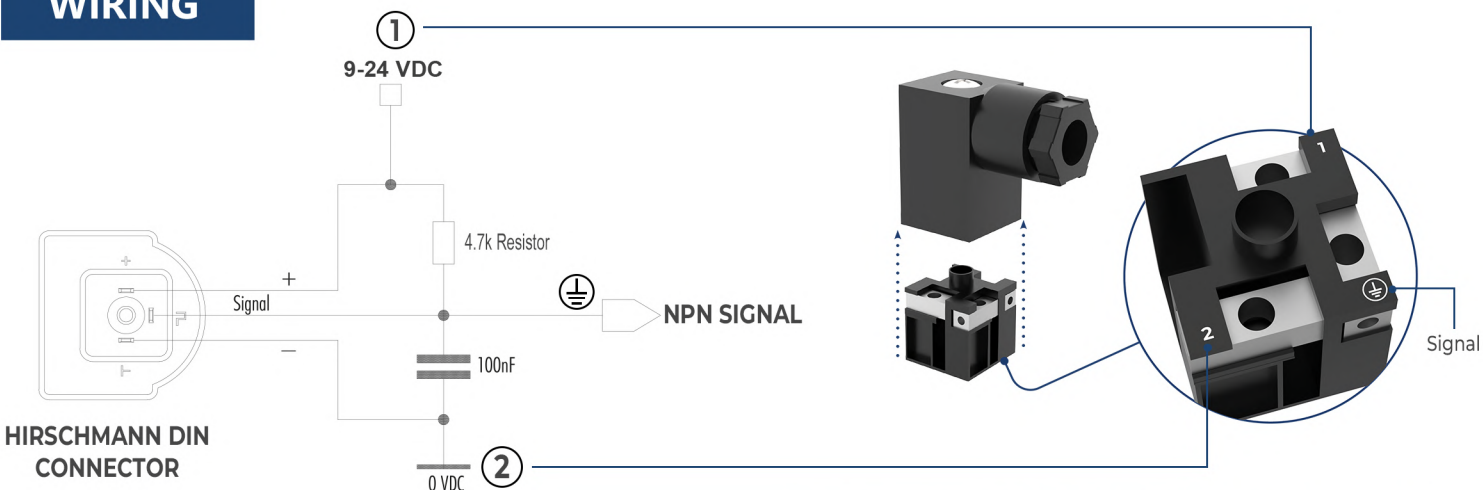 WIRING
1
9-24 VDC
4.7k Resistor
+
+
Signal
NPN SIGNAL
−
100nF
HIRSCHMANN DIN
CONNECTOR
2
0 VDC
1
2
Signal